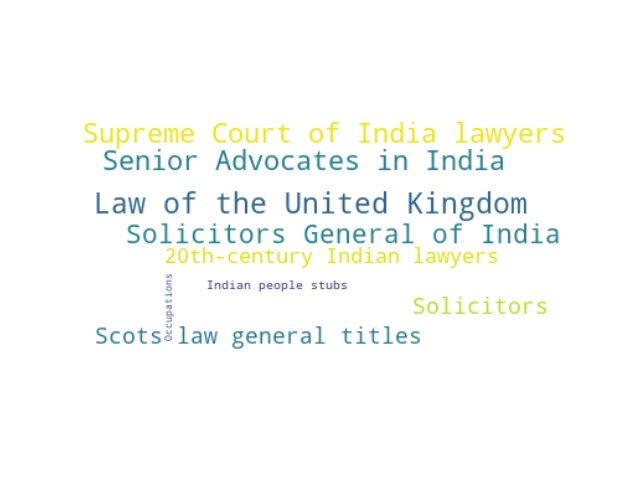 Supreme Court of India lawyers
Senior Advocates in India
Law of the United Kingdom
Solicitors General of India
20th-century Indian lawyers
Occupations
Indian people stubs
Solicitors
Scots law general titles